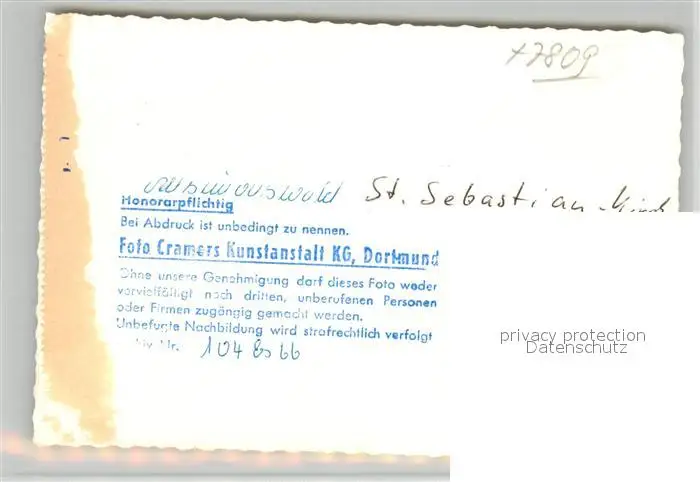 +7809
St. Sebastian
Honorarpflichtig
Bei Abdruck ist unbedingt zu nennen.
Foto Cramers Kunstanstalt KG, Dortmund
Ohne unsere Genehmigung darf dieses Foto weder
vervielfältigt noch dritten, unberufenen Personen
oder Firmen zugängig gemacht werden.
Unbefugte Nachbildung wird strafrechtlich verfolgt
Nr. 104
privacy protection
Datenschutz